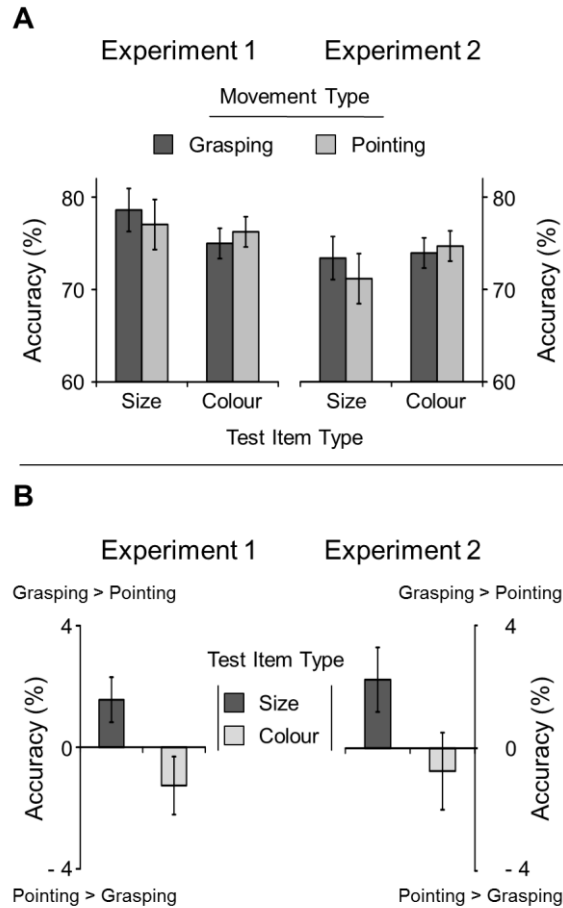 A
Experiment 1 Experiment 2
Movement Type
Grasping Pointing
80 80
70 70
60 60
Accuracy (%) Accuracy (%)
Size Colour Size Colour
Test Item Type
B
Experiment 1 Experiment 2
Grasping > Pointing Grasping > Pointing
4 4
Test Item Type
Size
Colour
0 0
Accuracy (%) Accuracy (%)
- 4 - 4
Pointing > Grasping Pointing > Grasping